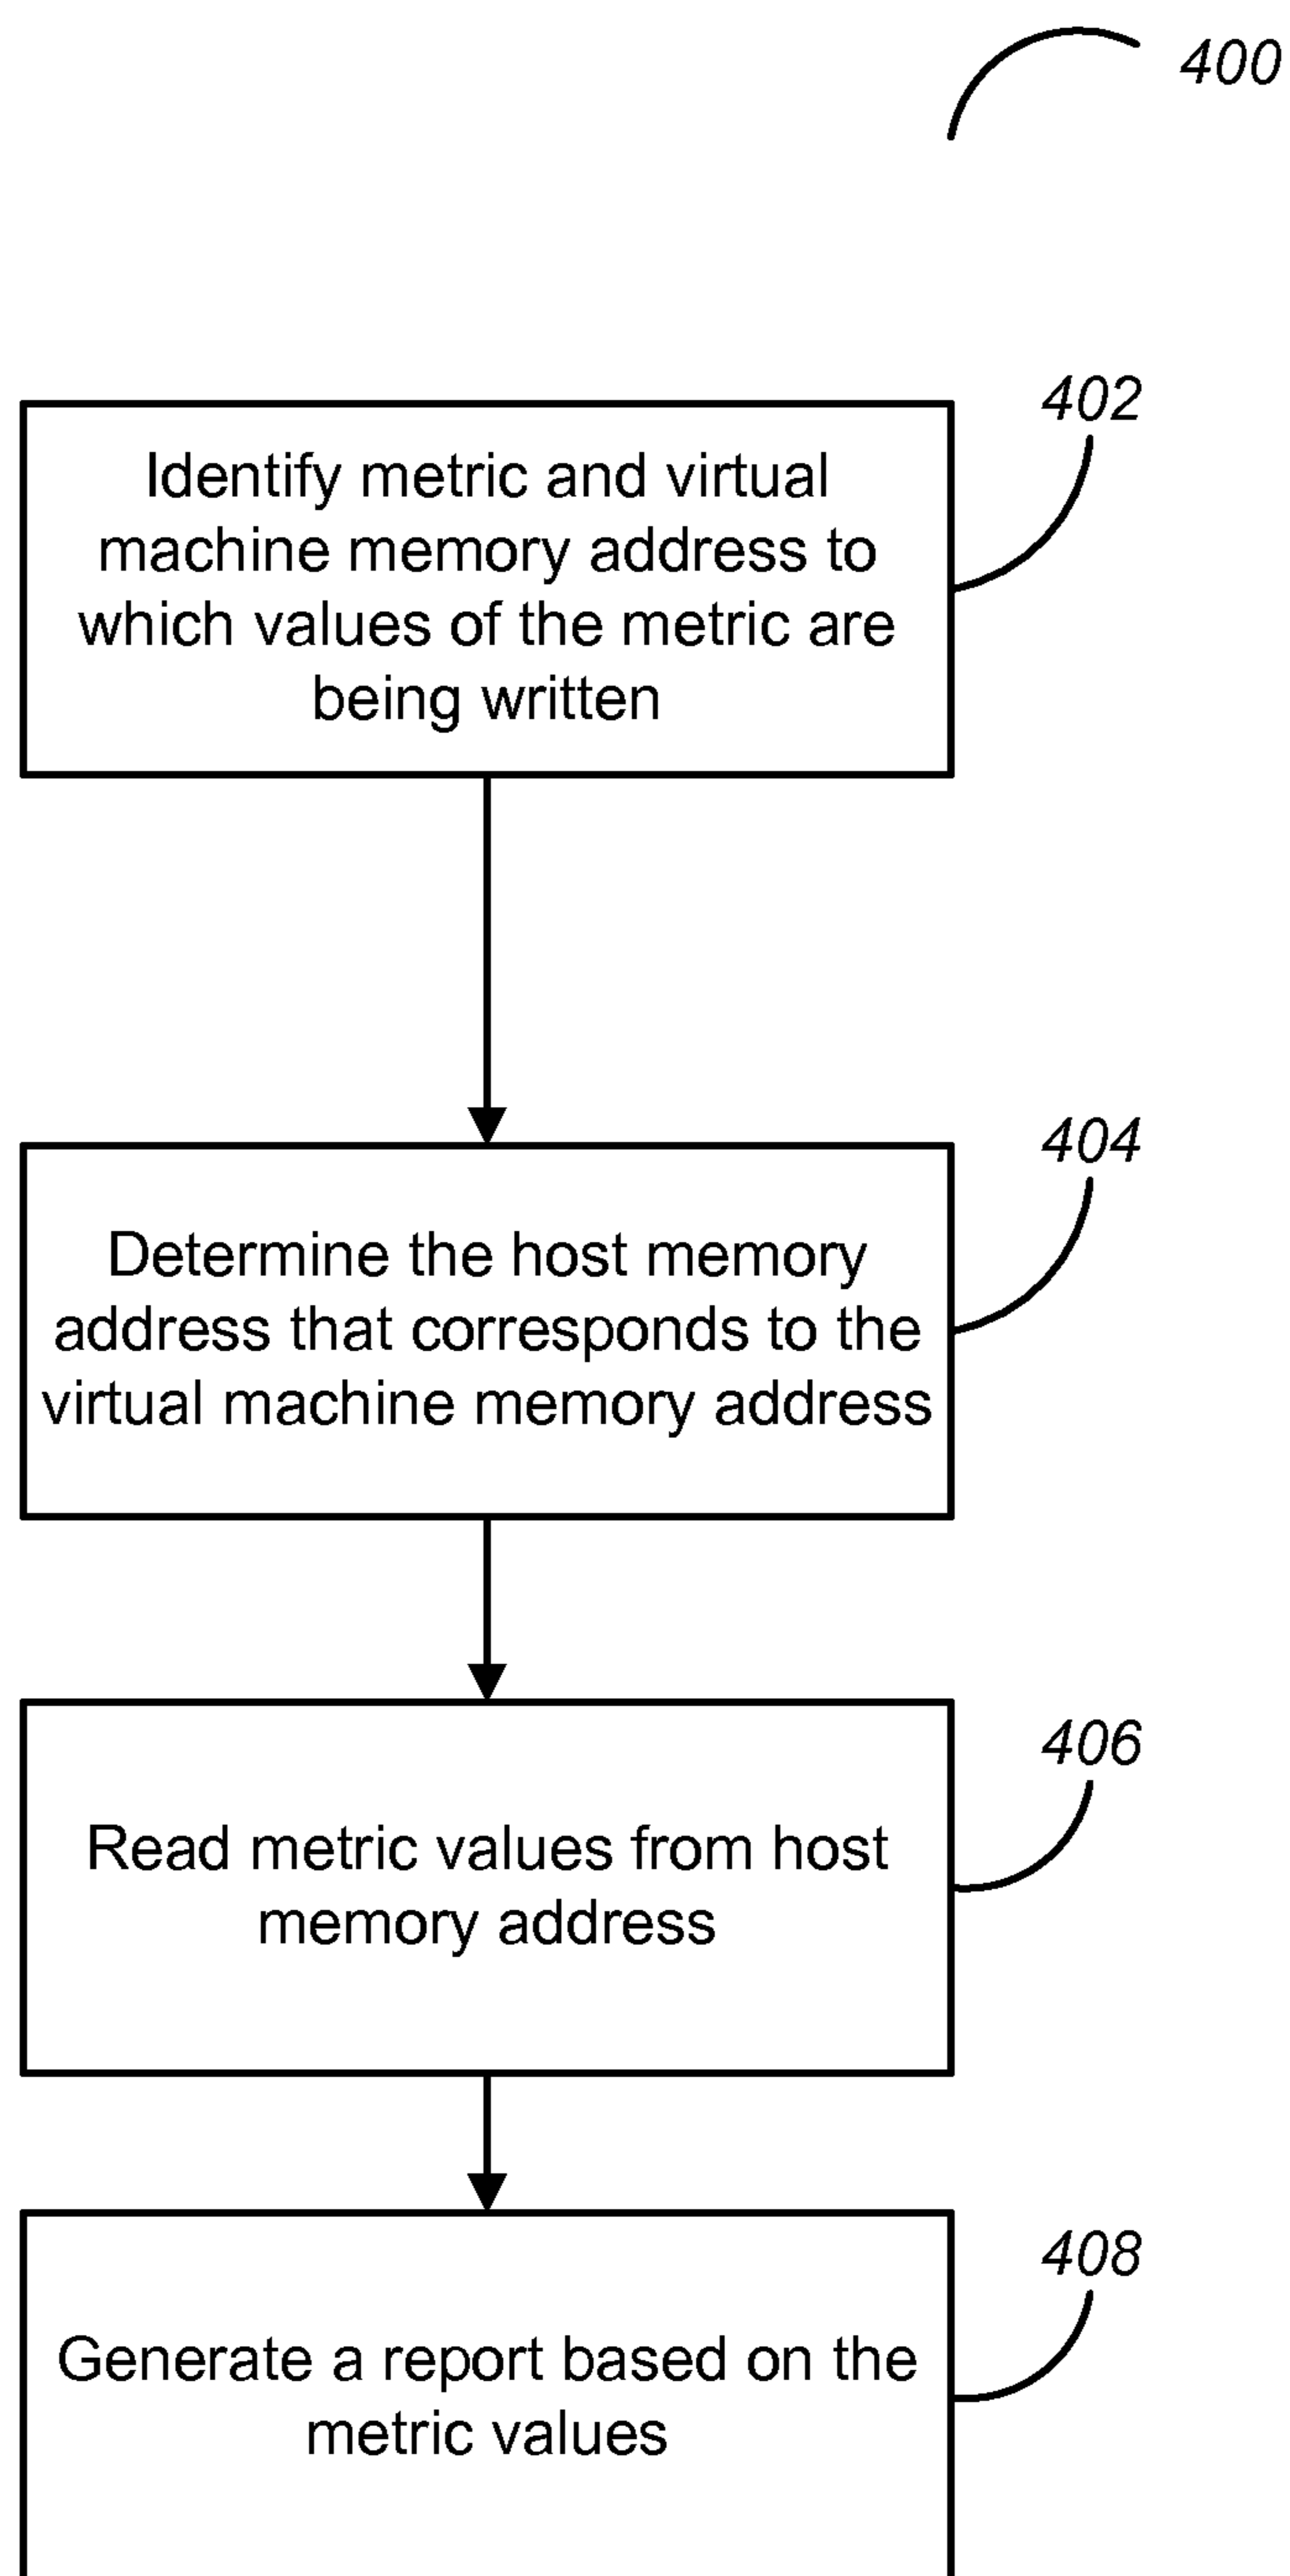 400
402
Identify metric and virtual
machine memory address to
which values of the metric are
being written
404
Determine the host memory
address that corresponds to the
virtual machine memory address
406
Read metric values from host
memory address
408
Generate a report based on the
metric values